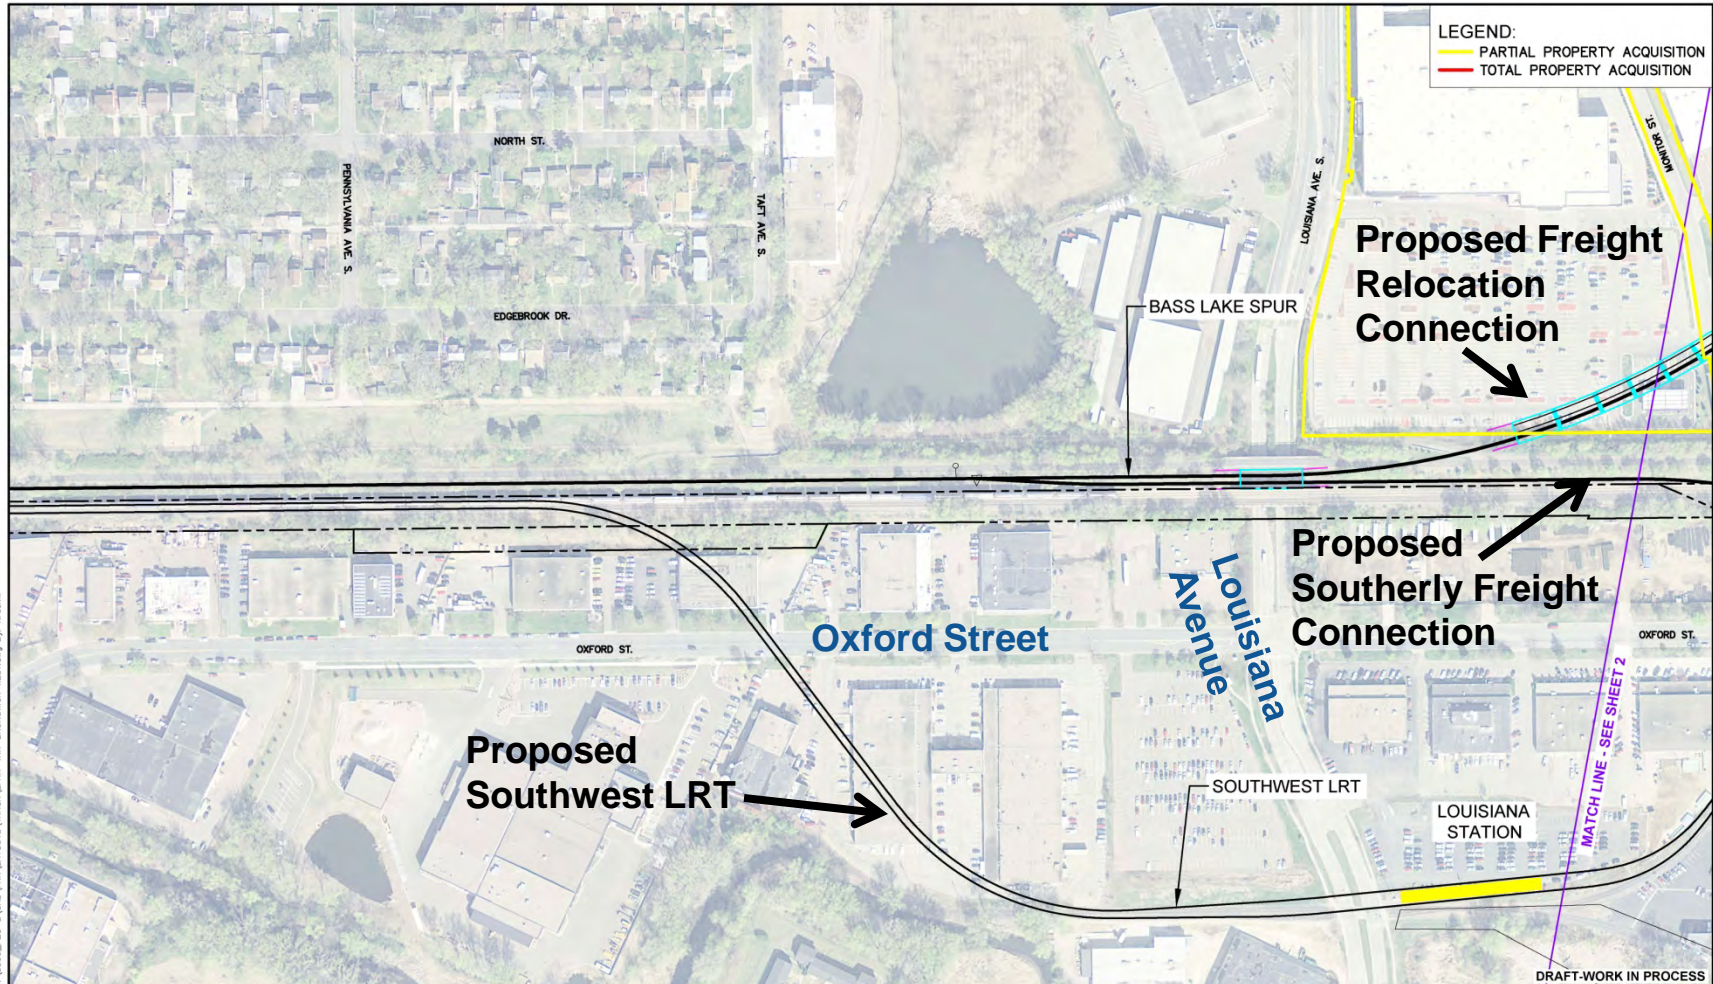 LEGEND:
PARTIAL PROPERTY ACQUISITION
TOTAL PROPERTY ACQUISITION
NORTH ST.
PENNSYLVANIA AVE. S.
TAFT AVE. S.
LOUISIANA AVE. S.
MONITOR ST.
Proposed Freight
Relocation
Connection
BASS LAKE SPUR
EDGEBROOK DR.
Proposed
Southerly Freight
Connection
Louisiana
Avenue
Oxford Street
OXFORD ST.
OXFORD ST.
MATCH LINE - SEE SHEET 2
Proposed
Southwest LRT
SOUTHWEST LRT
LOUISIANA
STATION
DRAFT-WORK IN PROCESS